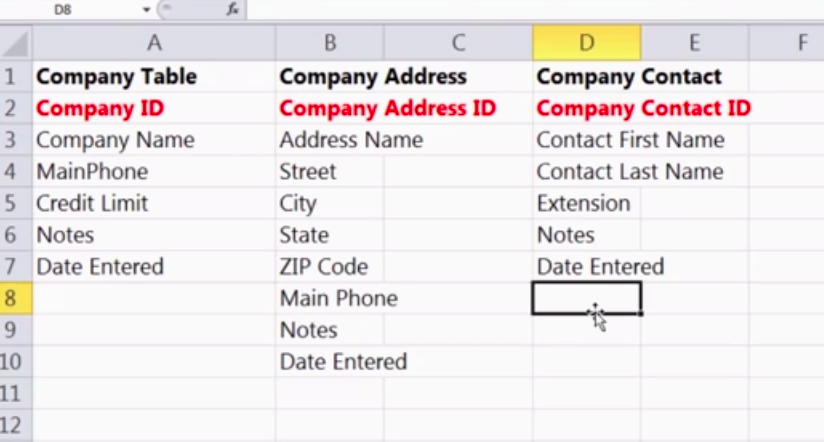 D8 fx
A B C D E F
1 Company Table Company Address Company Contact
2 Company ID Company Address ID Company Contact ID
3 Company Name Address Name Contact First Name
4 MainPhone Street Contact Last Name
5 Credit Limit City Extension
6 Notes State Notes
7 Date Entered ZIP Code Date Entered
8 Main Phone
9 Notes
10 Date Entered
11
12